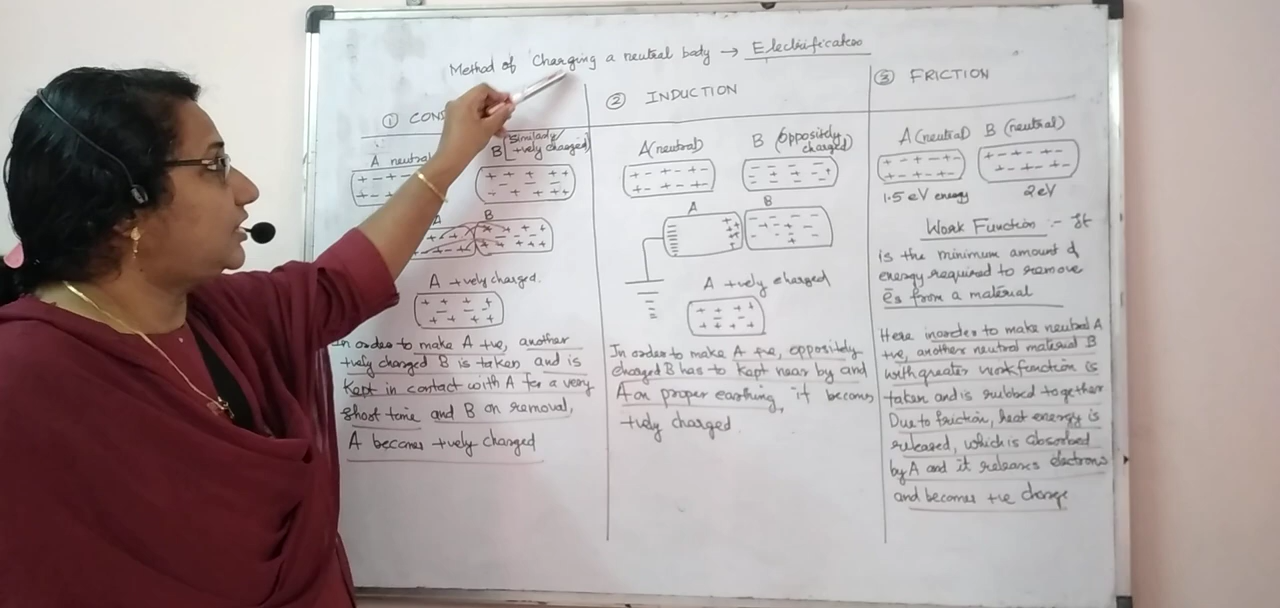 Method of Charging a neutral body → Electrification
① CON
A neutral
B (Similarly/
+vely charged)
A B
A +vely charged.
In order to make A +ve, another
+vely charged B is taken and is
kept in contact with A for a very
short time and B on removal,
A becomes +vely charged
② INDUCTION
A (neutral) B (oppositely
charged)
A B
A +vely charged
In order to make A +ve, oppositely
charged B has to kept near by and
A on proper earthing, it becomes
+vely charged.
③ FRICTION
A (neutral) B (neutral)
1.5 eV energy 2 eV
Work Function :- It
is the minimum amount of
energy required to remove
ēs from a material
Here inorder to make neutral A
+ve, another neutral material B
with greater workfunction is
taken and is rubbed together
Due to friction, heat energy is
released, which is absorbed
by A and it releases electrons
and becomes +ve charge